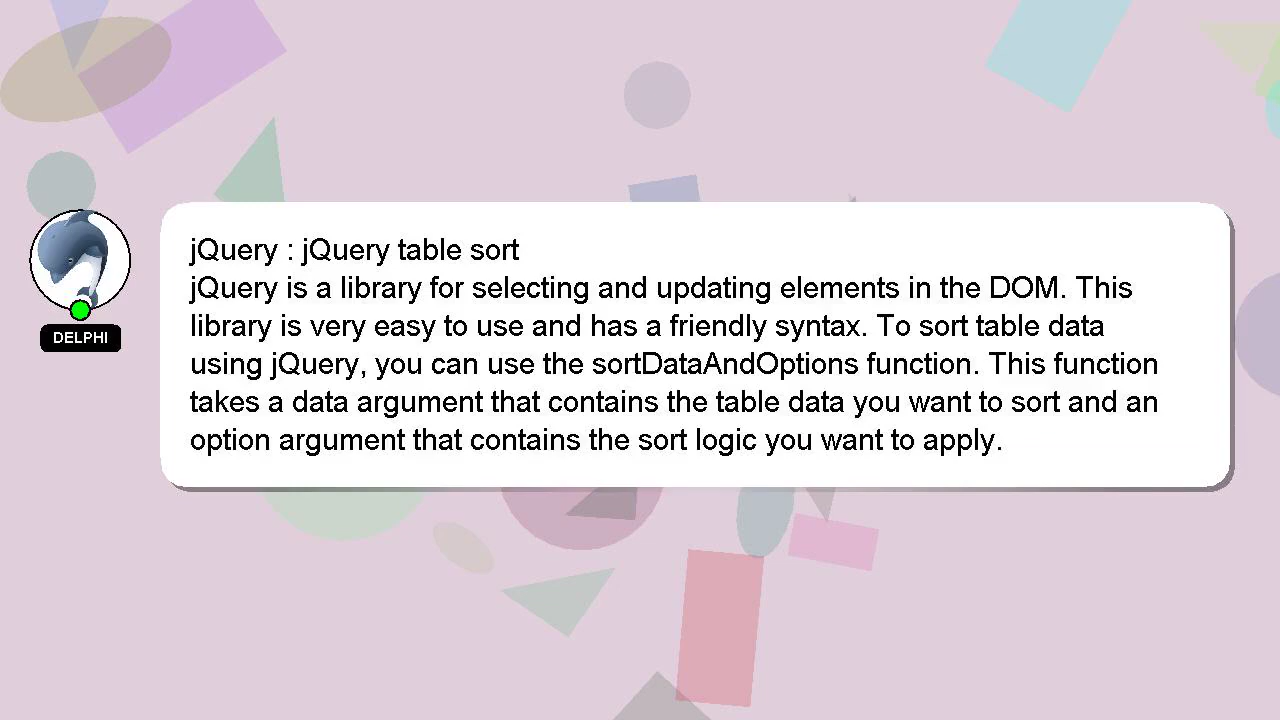 jQuery : jQuery table sort
jQuery is a library for selecting and updating elements in the DOM. This
library is very easy to use and has a friendly syntax. To sort table data
using jQuery, you can use the sortDataAndOptions function. This function
takes a data argument that contains the table data you want to sort and an
option argument that contains the sort logic you want to apply.
DELPHI